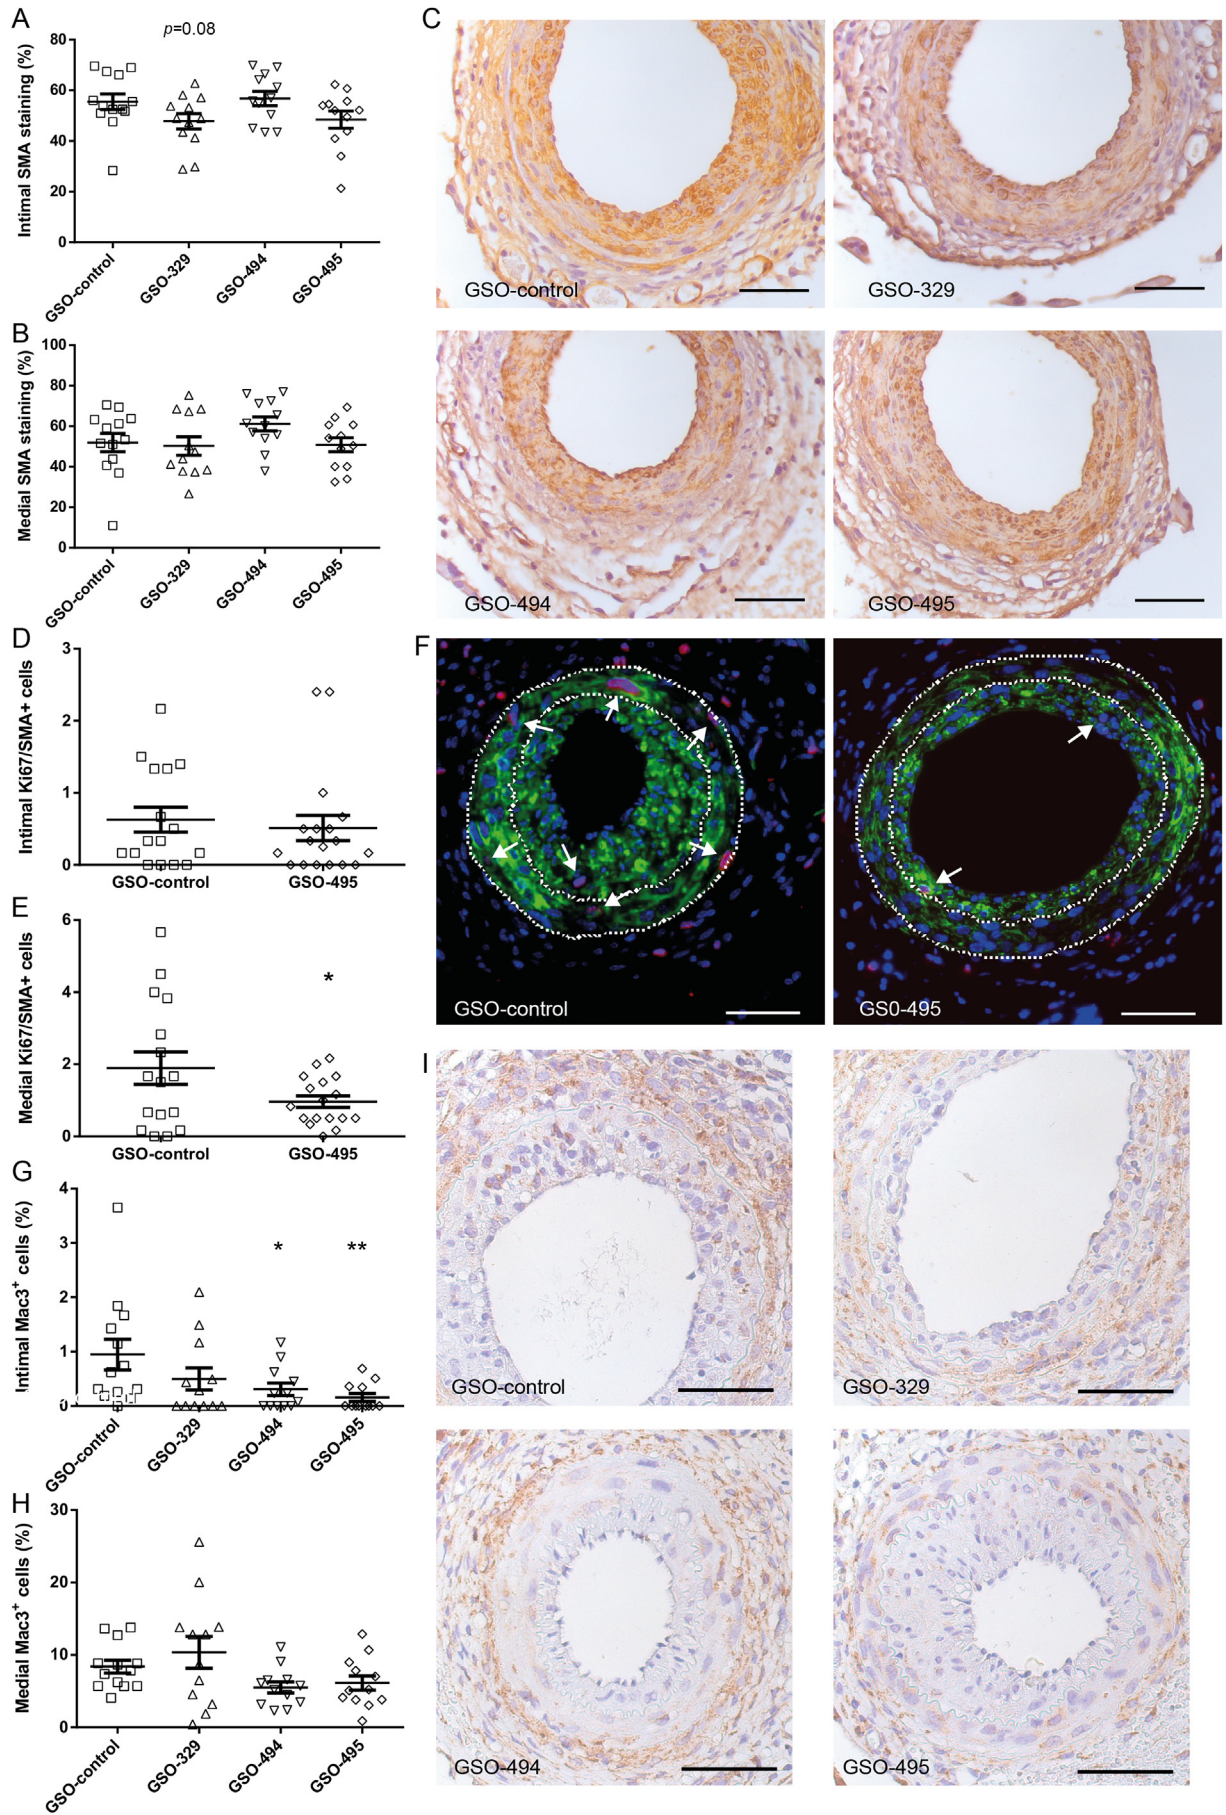 A
Intimal SMA staining (%)
p=0.08
80
60
40
20
0
GSO-control
GSO-329
GSO-494
GSO-495
B
Medial SMA staining (%)
100
80
60
40
20
0
GSO-control
GSO-329
GSO-494
GSO-495
C
GSO-control
GSO-329
GSO-494
GSO-495
D
Intimal Ki67/SMA+ cells
3
2
1
0
GSO-control
GSO-495
E
Medial Ki67/SMA+ cells
6
4
2
0
*
GSO-control
GSO-495
F
GSO-control
GS0-495
G
Intimal Mac3⁺ cells (%)
4
3
2
1
0
*
**
GSO-control
GSO-329
GSO-494
GSO-495
H
Medial Mac3⁺ cells (%)
30
20
10
0
GSO-control
GSO-329
GSO-494
GSO-495
I
GSO-control
GSO-329
GSO-494
GSO-495